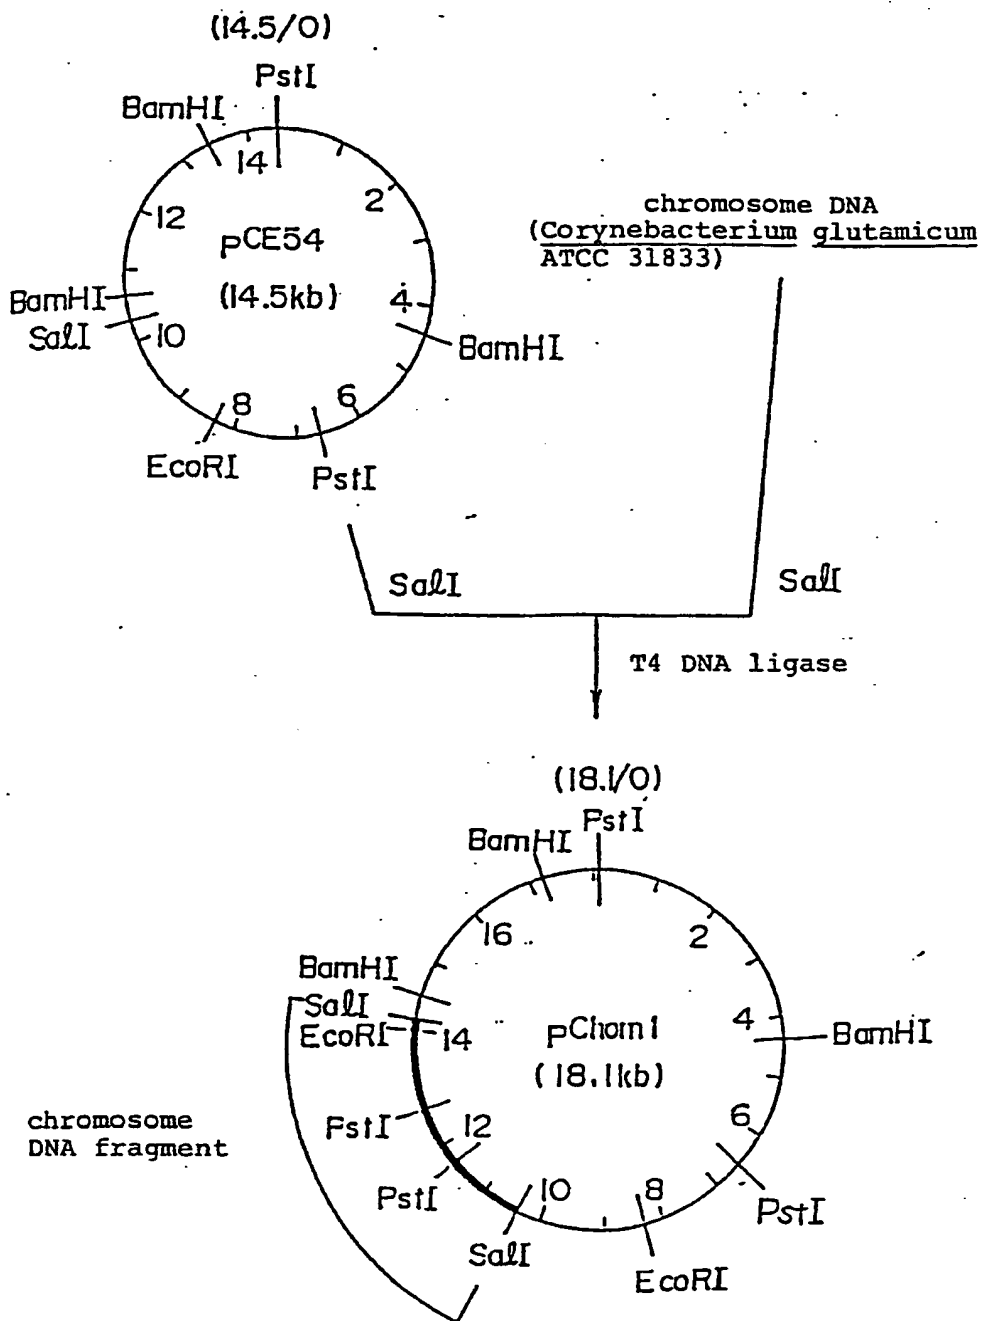 (14.5/0)
PstI
BamHI
14
2
12
pCE54
(14.5kb)
chromosome DNA
(Corynebacterium glutamicum
ATCC 31833)
BamHI
SalI
10
4
BamHI
8
6
EcoRI
PstI
SalI
SalI
T4 DNA ligase
(18.1/0)
PstI
BamHI
16
2
BamHI
SalI
EcoRI
14
pChom1
(18.1kb)
4
BamHI
chromosome
DNA fragment
PstI
12
6
PstI
10
8
PstI
SalI
EcoRI